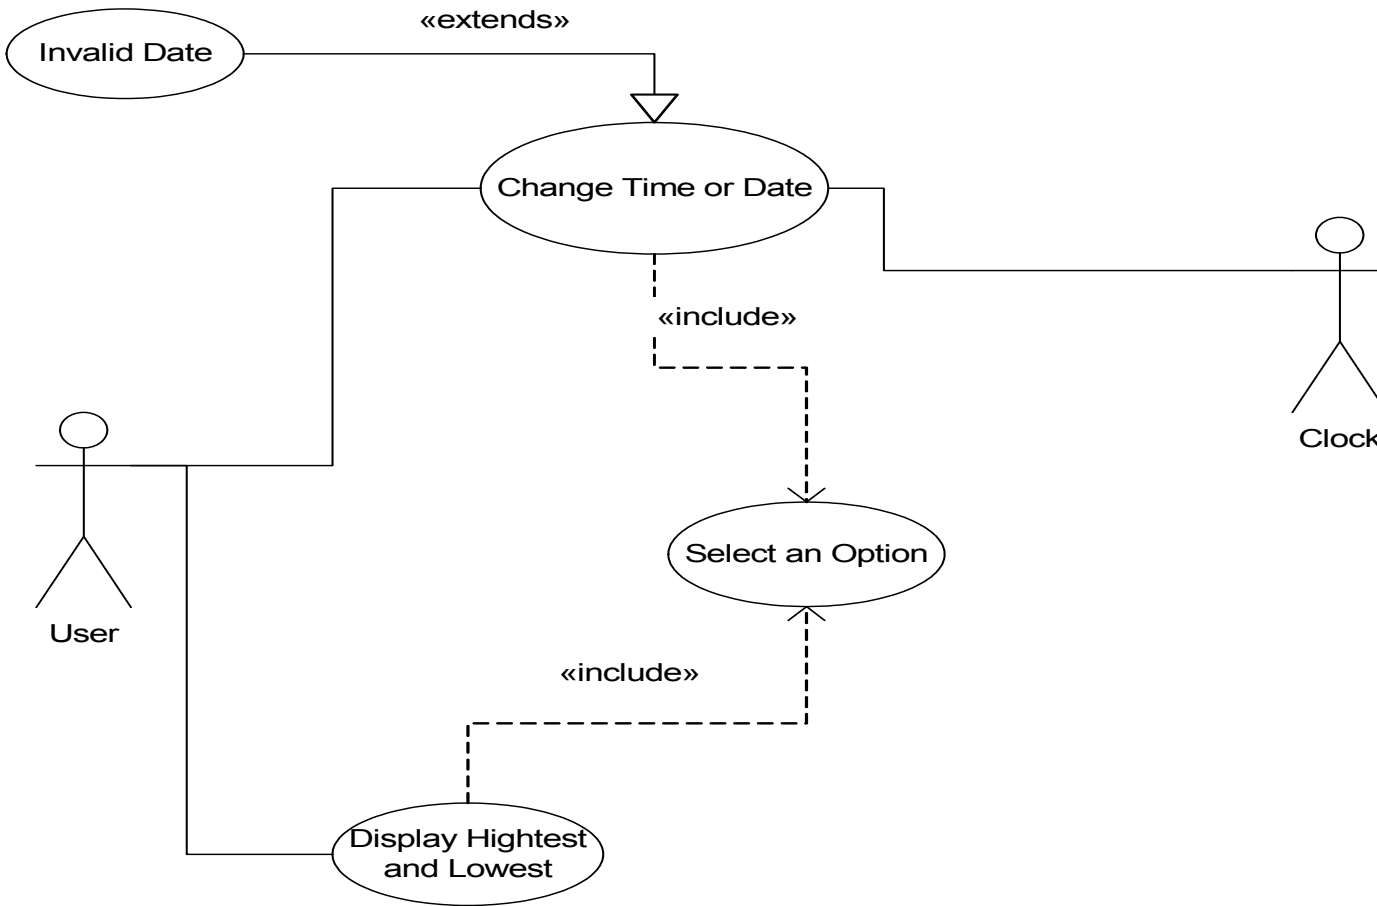 «extends»
Invalid Date
Change Time or Date
«include»
Clock
Select an Option
User
«include»
Display Hightest
and Lowest